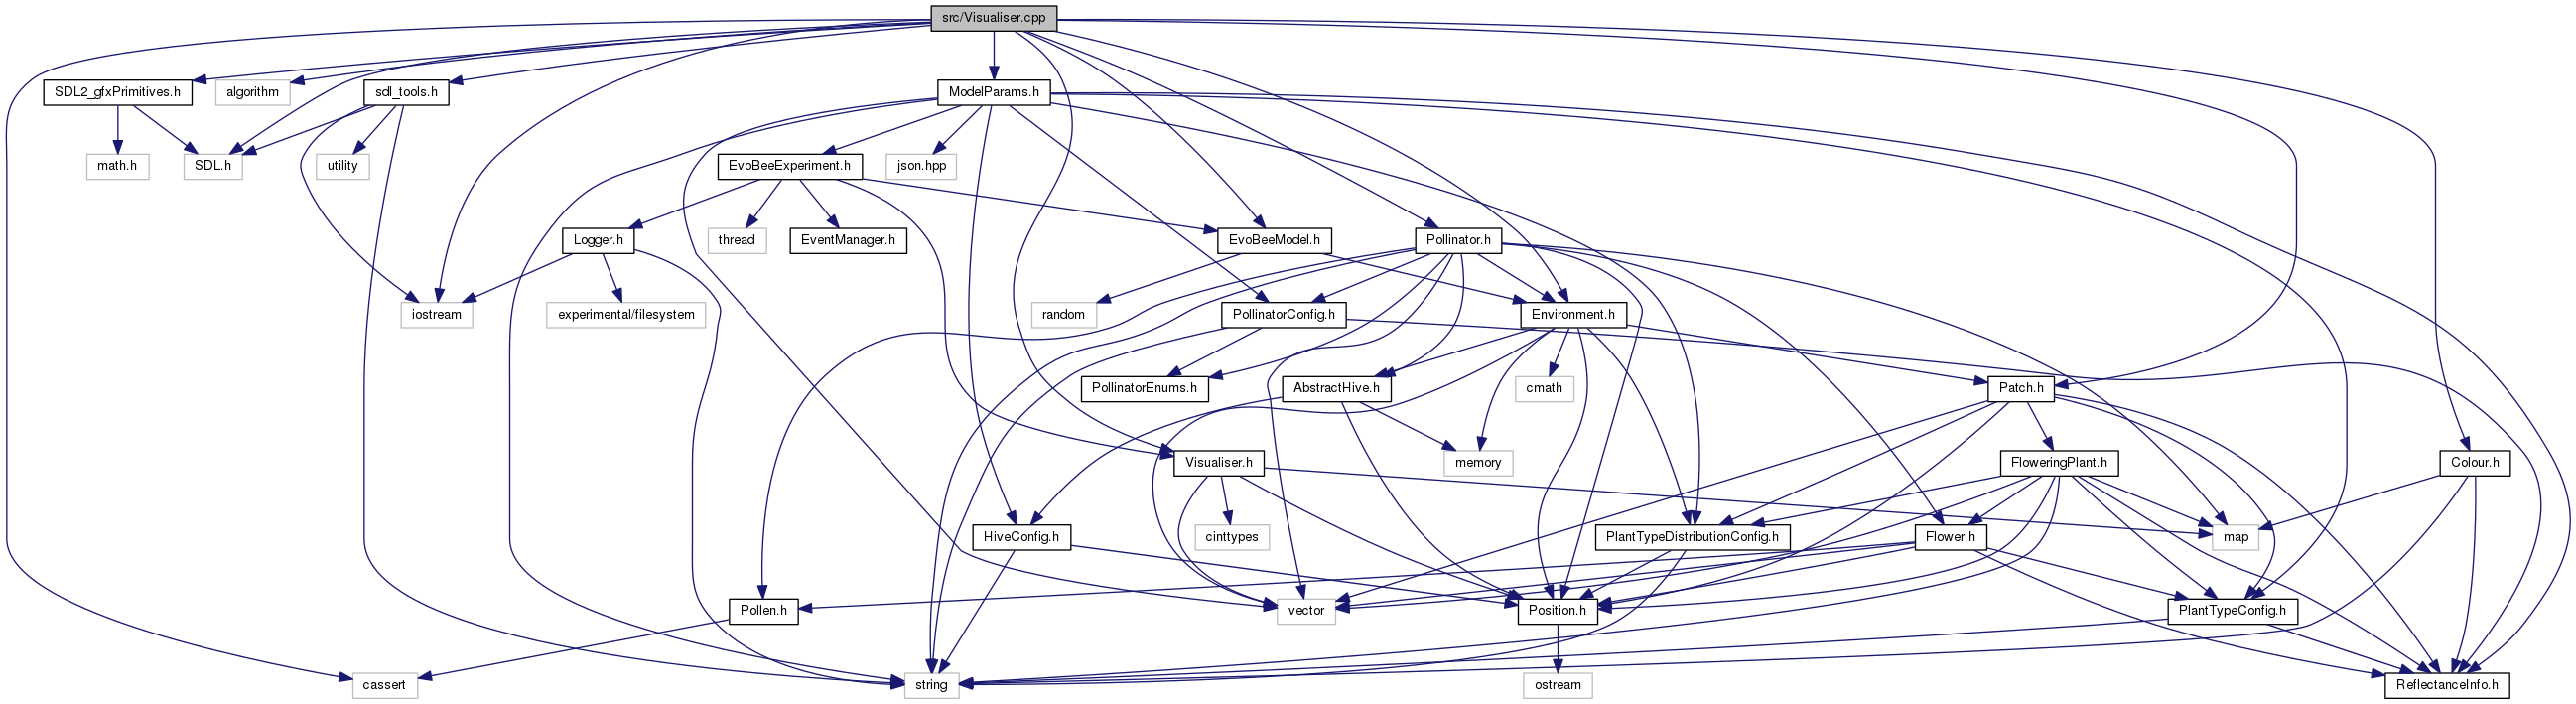 src/Visualiser.cpp
SDL2_gfxPrimitives.h
algorithm
sdl_tools.h
ModelParams.h
math.h
SDL.h
utility
EvoBeeExperiment.h
json.hpp
Logger.h
thread
EventManager.h
EvoBeeModel.h
Pollinator.h
iostream
experimental/filesystem
random
PollinatorConfig.h
Environment.h
PollinatorEnums.h
AbstractHive.h
cmath
Patch.h
Visualiser.h
memory
FloweringPlant.h
Colour.h
HiveConfig.h
cinttypes
PlantTypeDistributionConfig.h
Flower.h
map
Pollen.h
vector
Position.h
PlantTypeConfig.h
cassert
string
ostream
ReflectanceInfo.h